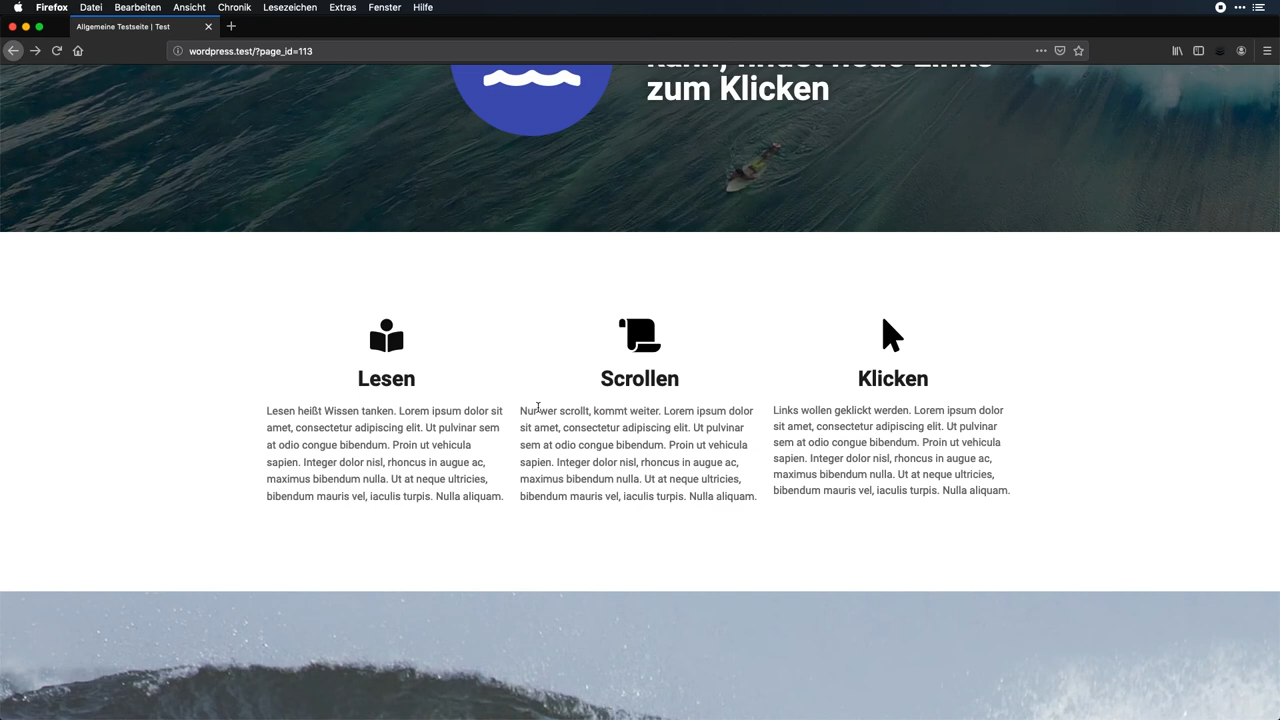 Firefox Datei Bearbeiten Ansicht Chronik Lesezeichen Extras Fenster Hilfe
Allgemeine Testseite | Test
wordpress.test/?page_id=113
kann, findet neue Links
zum Klicken
Lesen
Lesen heißt Wissen tanken. Lorem ipsum dolor sit
amet, consectetur adipiscing elit. Ut pulvinar sem
at odio congue bibendum. Proin ut vehicula
sapien. Integer dolor nisl, rhoncus in augue ac,
maximus bibendum nulla. Ut at neque ultricies,
bibendum mauris vel, iaculis turpis. Nulla aliquam.
Scrollen
Nur wer scrollt, kommt weiter. Lorem ipsum dolor
sit amet, consectetur adipiscing elit. Ut pulvinar
sem at odio congue bibendum. Proin ut vehicula
sapien. Integer dolor nisl, rhoncus in augue ac,
maximus bibendum nulla. Ut at neque ultricies,
bibendum mauris vel, iaculis turpis. Nulla aliquam.
Klicken
Links wollen geklickt werden. Lorem ipsum dolor
sit amet, consectetur adipiscing elit. Ut pulvinar
sem at odio congue bibendum. Proin ut vehicula
sapien. Integer dolor nisl, rhoncus in augue ac,
maximus bibendum nulla. Ut at neque ultricies,
bibendum mauris vel, iaculis turpis. Nulla aliquam.